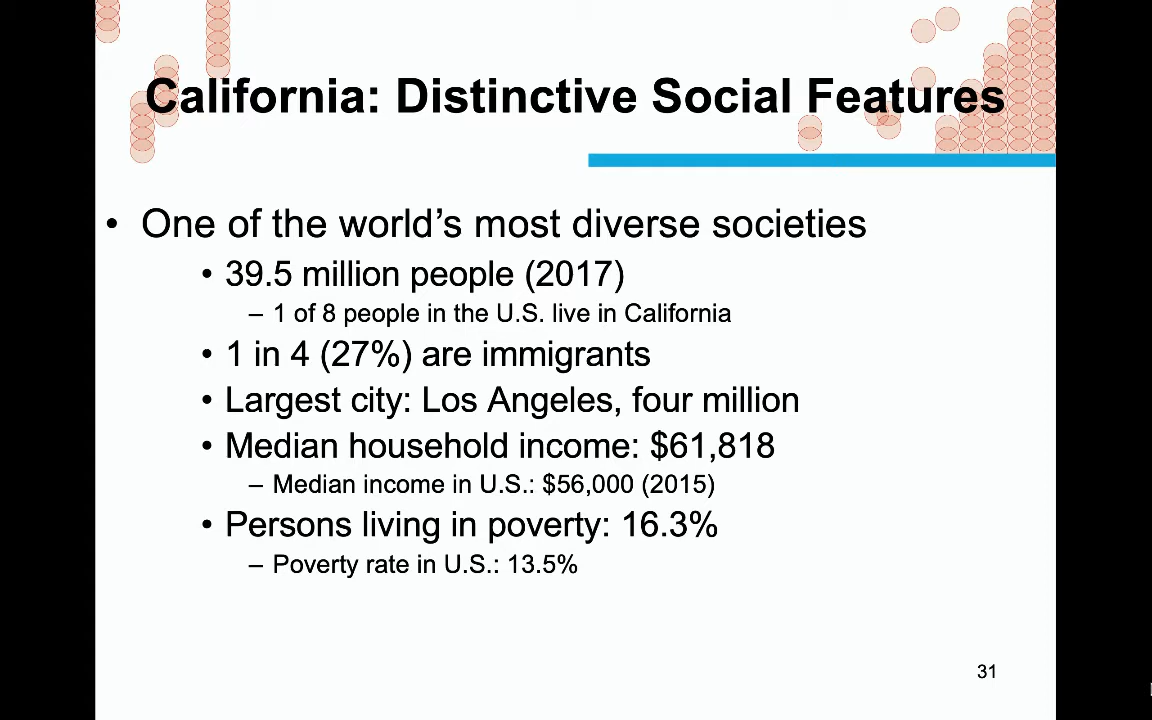 California: Distinctive Social Features
• One of the world’s most diverse societies
• 39.5 million people (2017)
– 1 of 8 people in the U.S. live in California
• 1 in 4 (27%) are immigrants
• Largest city: Los Angeles, four million
• Median household income: $61,818
– Median income in U.S.: $56,000 (2015)
• Persons living in poverty: 16.3%
– Poverty rate in U.S.: 13.5%
31